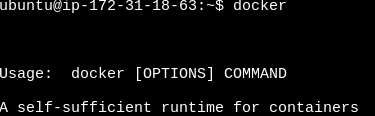 ubuntu@ip-172-31-18-63:~$ docker
Usage:  docker [OPTIONS] COMMAND
A self-sufficient runtime for containers